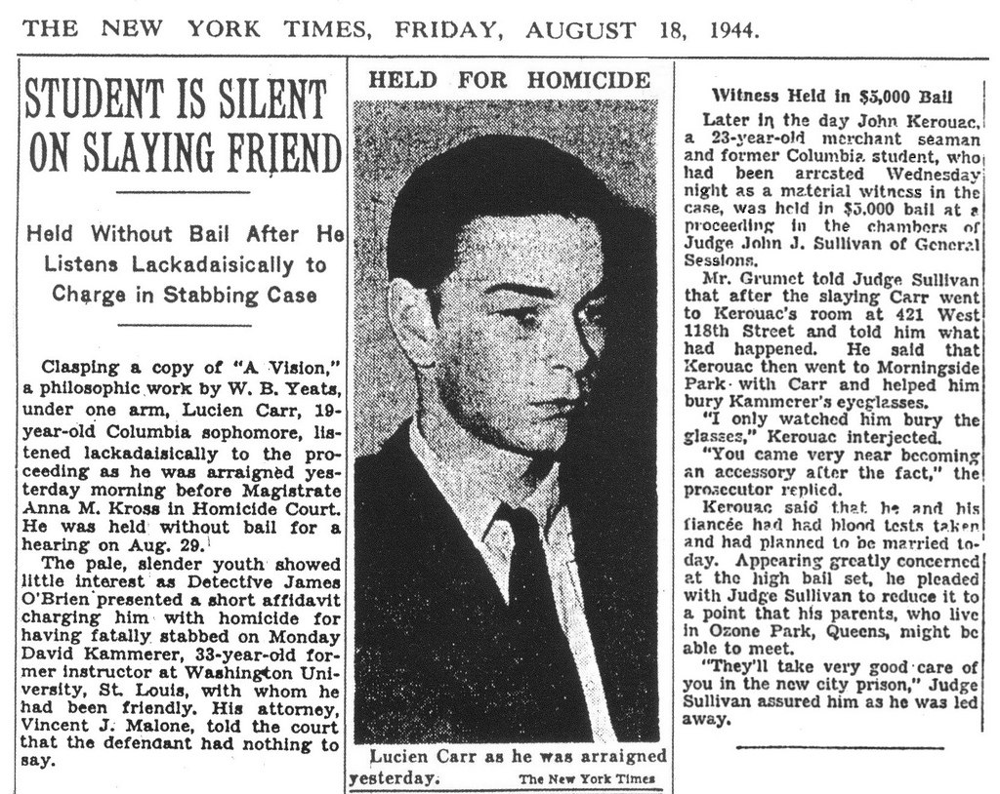 THE NEW YORK TIMES, FRIDAY, AUGUST 18, 1944.
STUDENT IS SILENT
ON SLAYING FRIEND
Held Without Bail After He
Listens Lackadaisically to
Charge in Stabbing Case
Clasping a copy of "A Vision,"
a philosophic work by W. B. Yeats,
under one arm, Lucien Carr, 19-
year-old Columbia sophomore, lis-
tened lackadaisically to the pro-
ceeding as he was arraigned yes-
terday morning before Magistrate
Anna M. Kross in Homicide Court.
He was held without bail for a
hearing on Aug. 29.
The pale, slender youth showed
little interest as Detective James
O'Brien presented a short affidavit
charging him with homicide for
having fatally stabbed on Monday
David Kammerer, 33-year-old for-
mer instructor at Washington Uni-
versity, St. Louis, with whom he
had been friendly. His attorney,
Vincent J. Malone, told the court
that the defendant had nothing to
say.
HELD FOR HOMICIDE
Lucien Carr as he was arraigned
yesterday. The New York Times
Witness Held in $5,000 Bail
Later in the day John Kerouac,
a 23-year-old merchant seaman
and former Columbia student, who
had been arrested Wednesday
night as a material witness in the
case, was held in $5,000 bail at a
proceeding in the chambers of
Judge John J. Sullivan of General
Sessions.
Mr. Grumet told Judge Sullivan
that after the slaying Carr went
to Kerouac's room at 421 West
118th Street and told him what
had happened. He said that
Kerouac then went to Morningside
Park with Carr and helped him
bury Kammerer's eyeglasses.
"I only watched him bury the
glasses," Kerouac interjected.
"You came very near becoming
an accessory after the fact," the
prosecutor replied.
Kerouac said that he and his
fiancée had had blood tests taken
and had planned to be married to-
day. Appearing greatly concerned
at the high bail set, he pleaded
with Judge Sullivan to reduce it to
a point that his parents, who live
in Ozone Park, Queens, might be
able to meet.
"They'll take very good care of
you in the new city prison," Judge
Sullivan assured him as he was led
away.